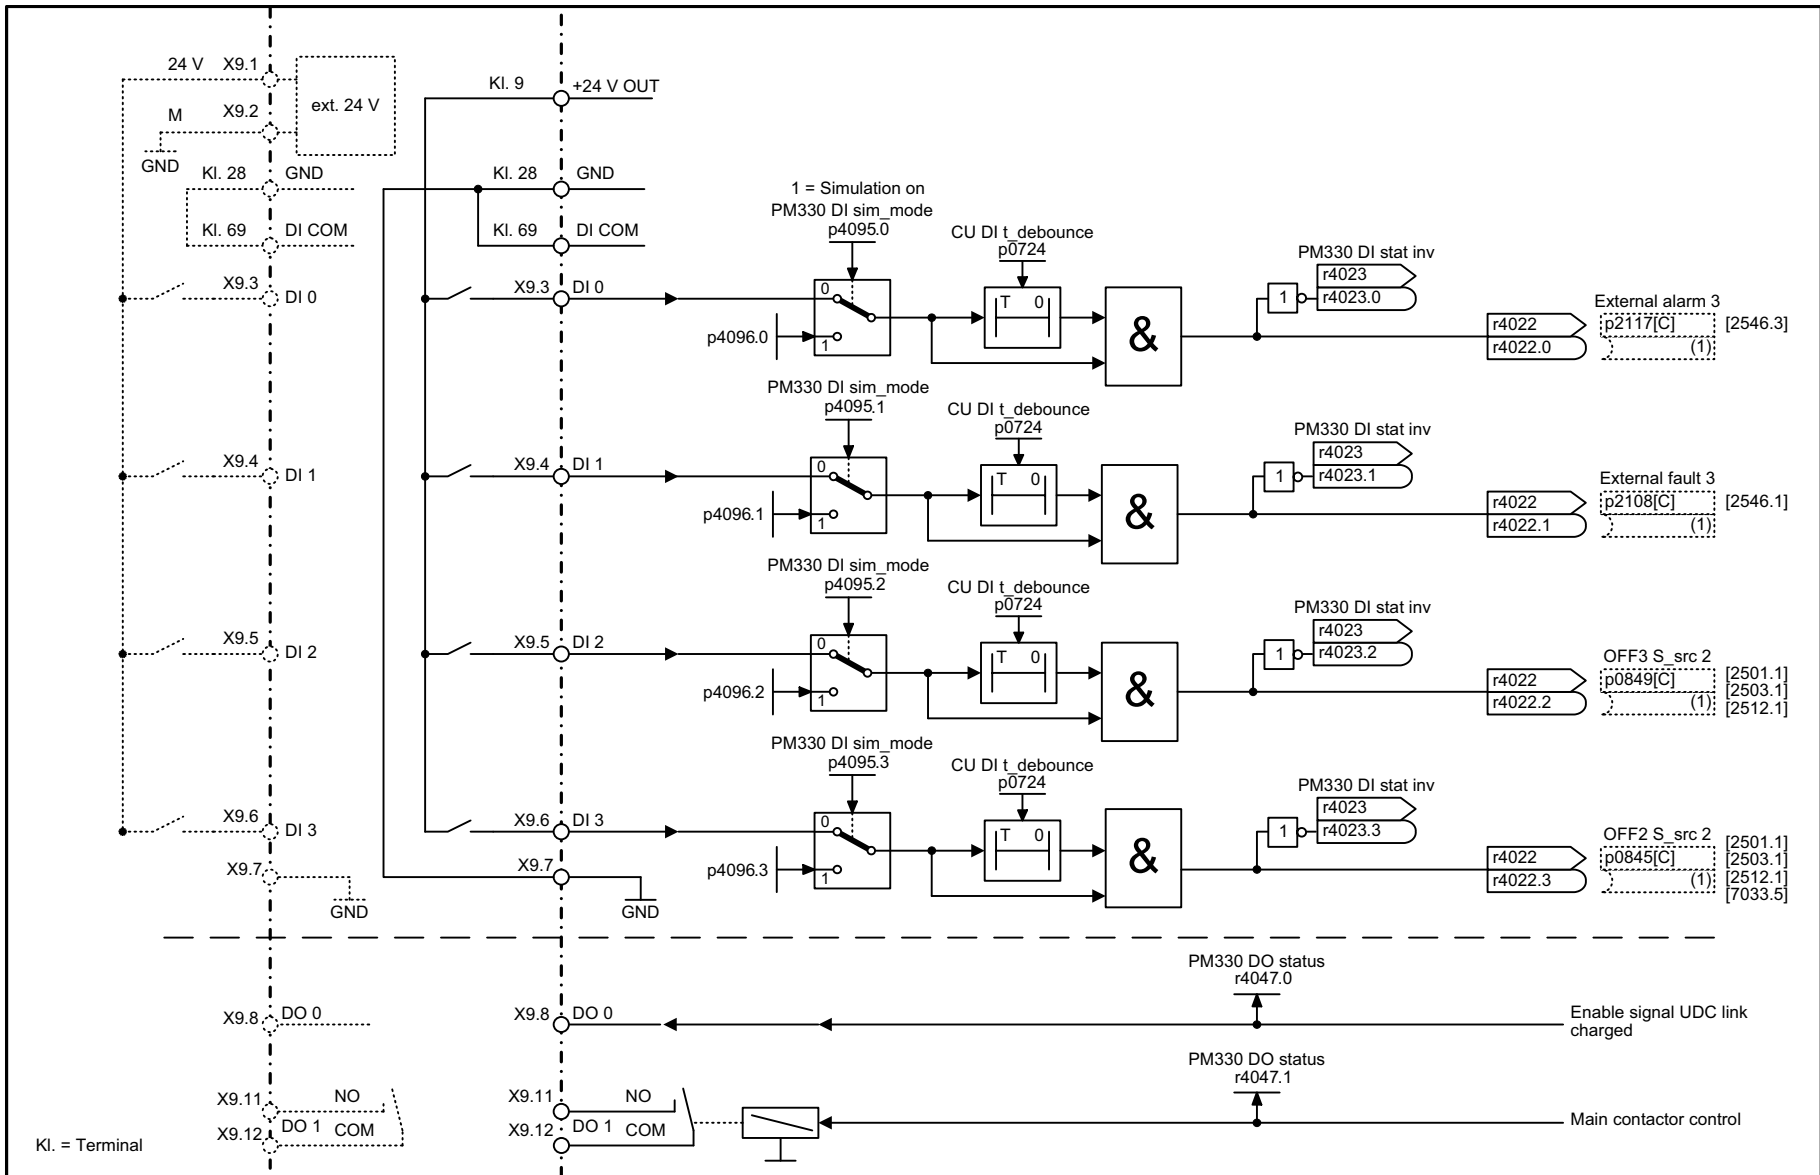 24 V X9.1
ext. 24 V
M X9.2
GND
Kl. 28 GND
Kl. 69 DI COM
X9.3 DI 0
X9.4 DI 1
X9.5 DI 2
X9.6 DI 3
X9.7
GND
Kl. 9 +24 V OUT
Kl. 28 GND
Kl. 69 DI COM
1 = Simulation on
PM330 DI sim_mode
p4095.0
CU DI t_debounce
p0724
PM330 DI stat inv
r4023
r4023.0
X9.3 DI 0
0
1
p4096.0
T 0
&
1
External alarm 3
r4022
r4022.0
p2117[C]
(1)
[2546.3]
PM330 DI sim_mode
p4095.1
CU DI t_debounce
p0724
PM330 DI stat inv
r4023
r4023.1
X9.4 DI 1
0
1
p4096.1
T 0
&
1
External fault 3
r4022
r4022.1
p2108[C]
(1)
[2546.1]
PM330 DI sim_mode
p4095.2
CU DI t_debounce
p0724
PM330 DI stat inv
r4023
r4023.2
X9.5 DI 2
0
1
p4096.2
T 0
&
1
OFF3 S_src 2
r4022
r4022.2
p0849[C]
(1)
[2501.1]
[2503.1]
[2512.1]
PM330 DI sim_mode
p4095.3
CU DI t_debounce
p0724
PM330 DI stat inv
r4023
r4023.3
X9.6 DI 3
0
1
p4096.3
T 0
&
1
OFF2 S_src 2
r4022
r4022.3
p0845[C]
(1)
[2501.1]
[2503.1]
[2512.1]
[7033.5]
X9.7
GND
PM330 DO status
r4047.0
X9.8 DO 0
X9.8 DO 0
Enable signal UDC link
charged
PM330 DO status
r4047.1
X9.11 NO
DO 1 COM
X9.12
X9.11 NO
DO 1 COM
X9.12
Main contactor control
Kl. = Terminal